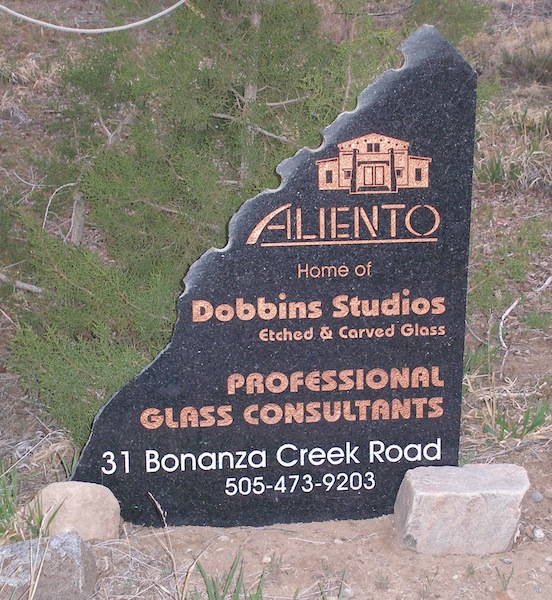 ALIENTO
Home of
Dobbins Studios
Etched & Carved Glass
PROFESSIONAL
GLASS CONSULTANTS
31 Bonanza Creek Road
505-473-9203